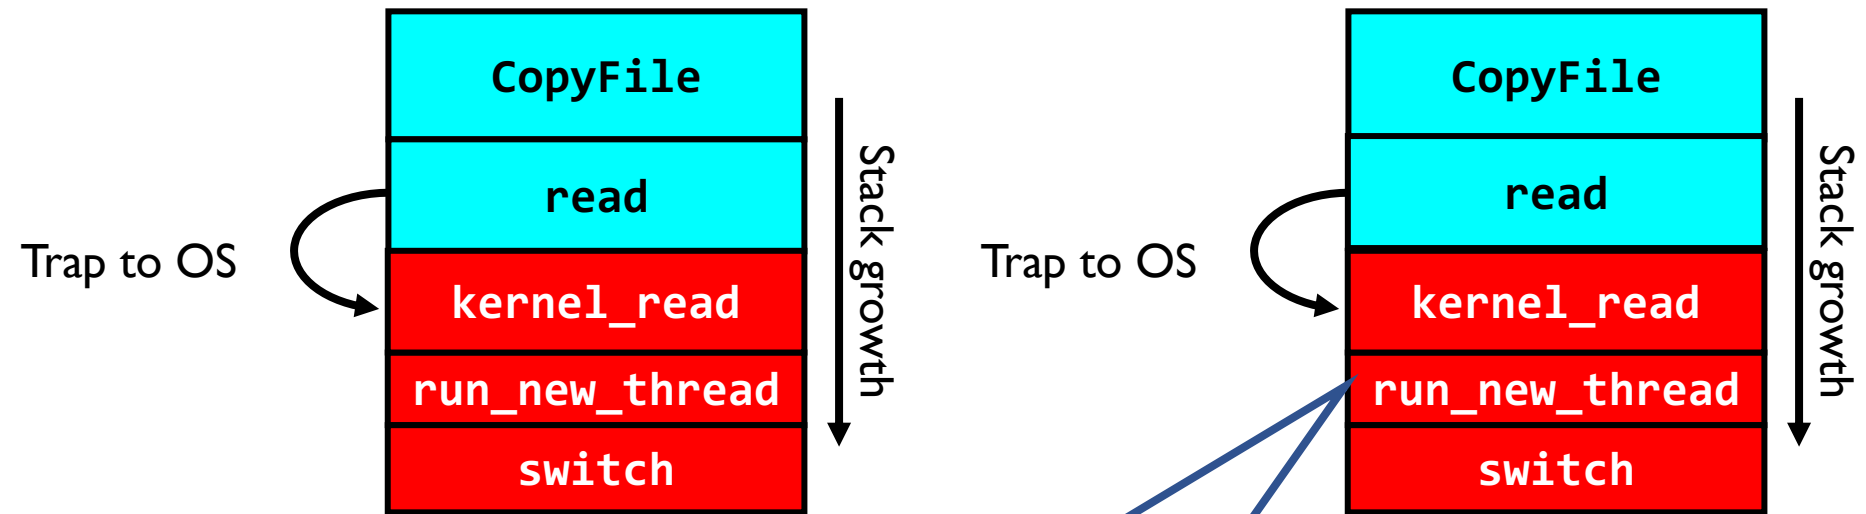 CopyFile
read
Trap to OS
kernel_read
run_new_thread
switch
Stack growth
CopyFile
read
Trap to OS
kernel_read
run_new_thread
switch
Stack growth